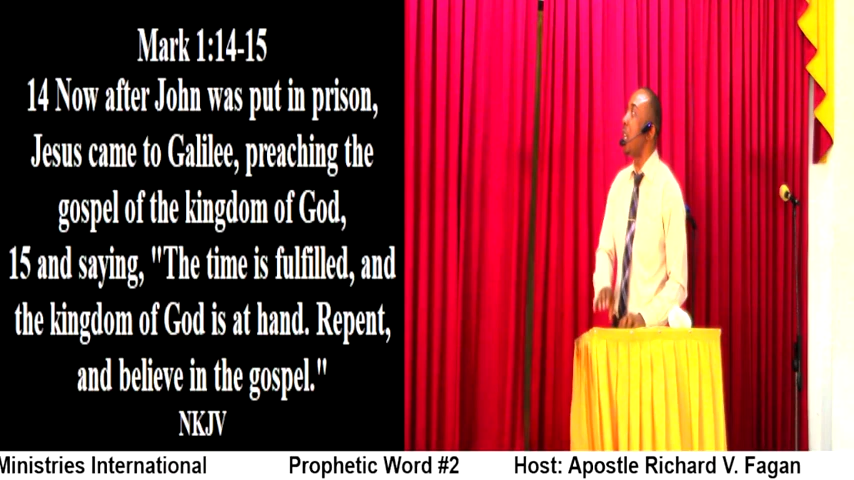 Mark 1:14-15
14 Now after John was put in prison,
Jesus came to Galilee, preaching the
gospel of the kingdom of God,
15 and saying, "The time is fulfilled, and
the kingdom of God is at hand. Repent,
and believe in the gospel."
NKJV
Ministries International Prophetic Word #2 Host: Apostle Richard V. Fagan